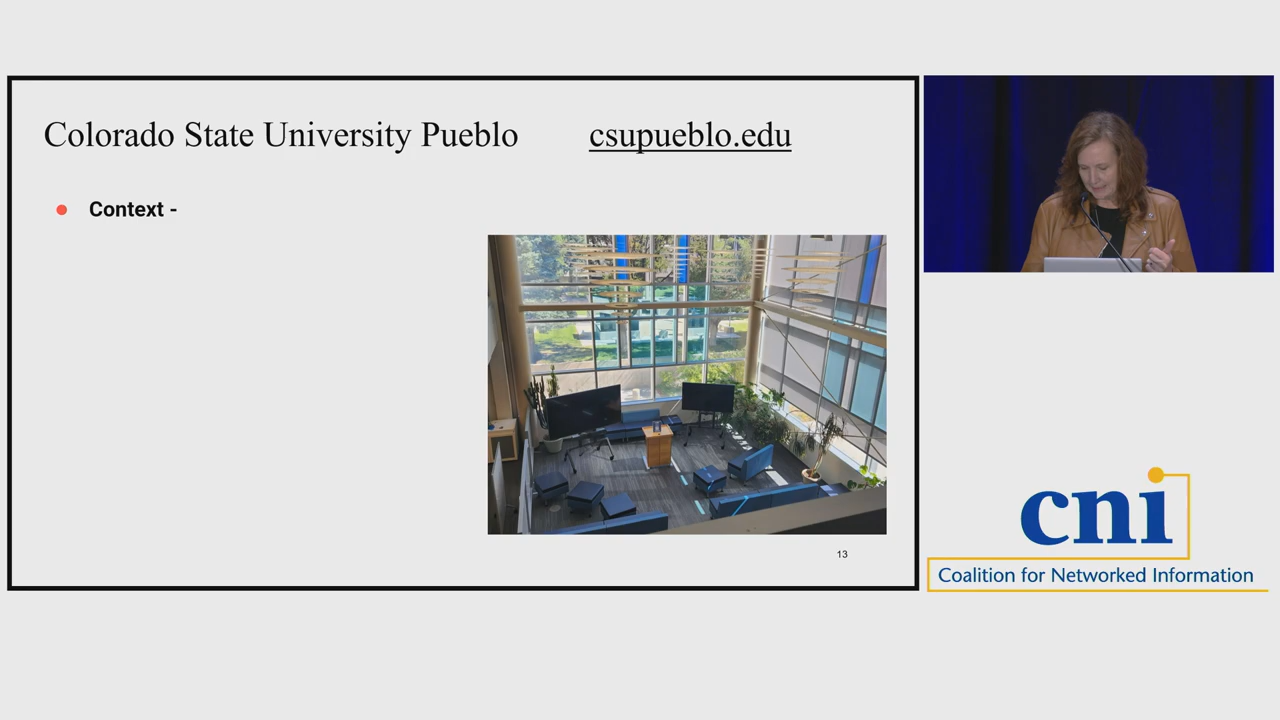 Colorado State University Pueblo csupueblo.edu
Context -
13
cni
Coalition for Networked Information